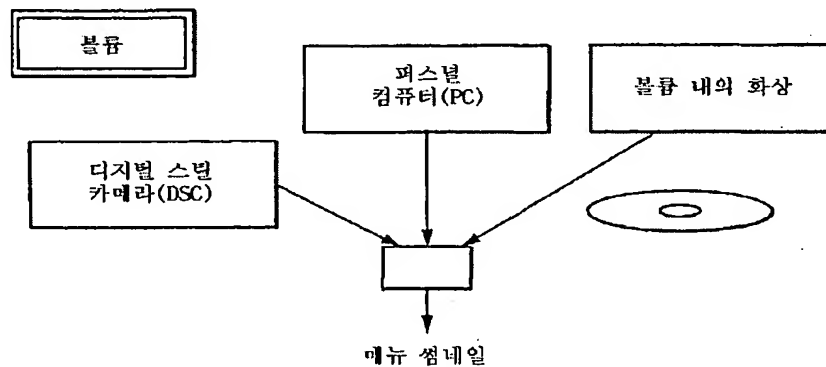 볼륨
퍼스널
컴퓨터(PC)
볼륨 내의 화상
디지털 스틸
카메라(DSC)
메뉴 썸네일